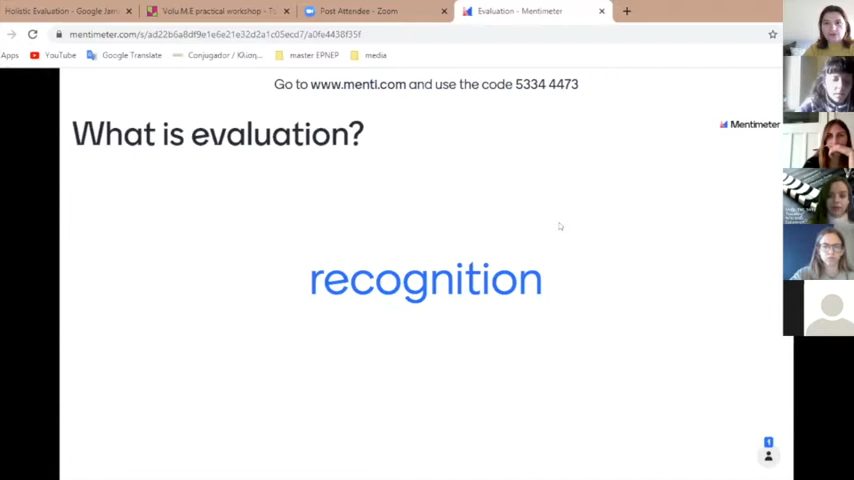 Holistic Evaluation - Google Jam
Volu.M.E practical workshop - T
Post Attendee - Zoom
Evaluation - Mentimeter
mentimeter.com/s/ad22b6a8df9e1e6e21e32d2a1c05ecd7/a0fe4438f35f
Apps
YouTube
Google Translate
Conjugador / Κλίση...
master EPNEP
media
Go to www.menti.com and use the code 5334 4473
What is evaluation?
Mentimeter
recognition
1